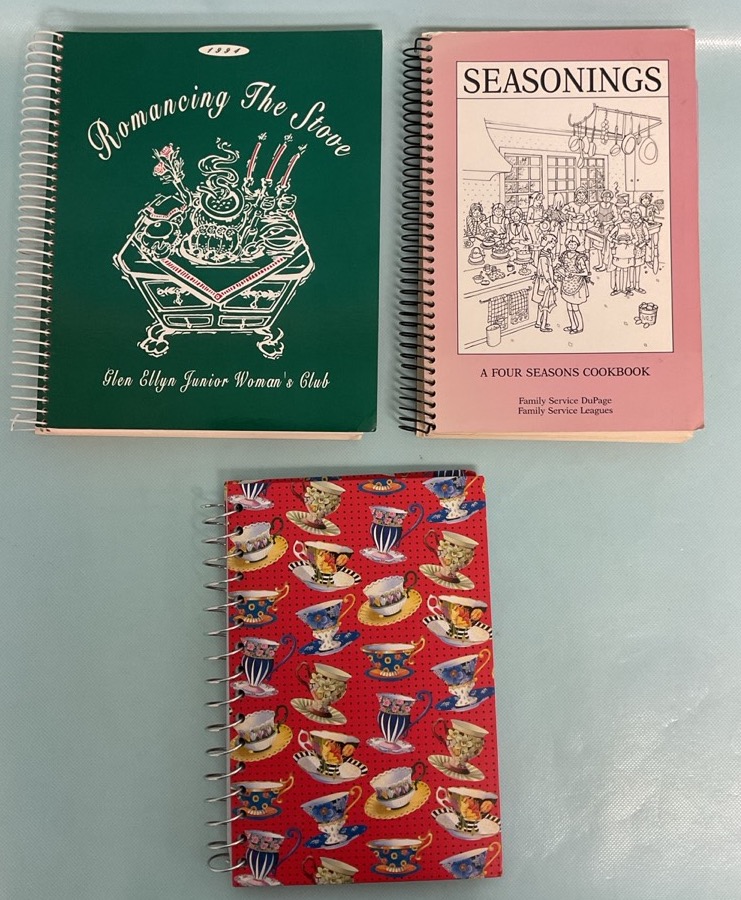 1994
Romancing The Stove
Glen Ellyn Junior Woman's Club
SEASONINGS
A FOUR SEASONS COOKBOOK
Family Service DuPage
Family Service Leagues